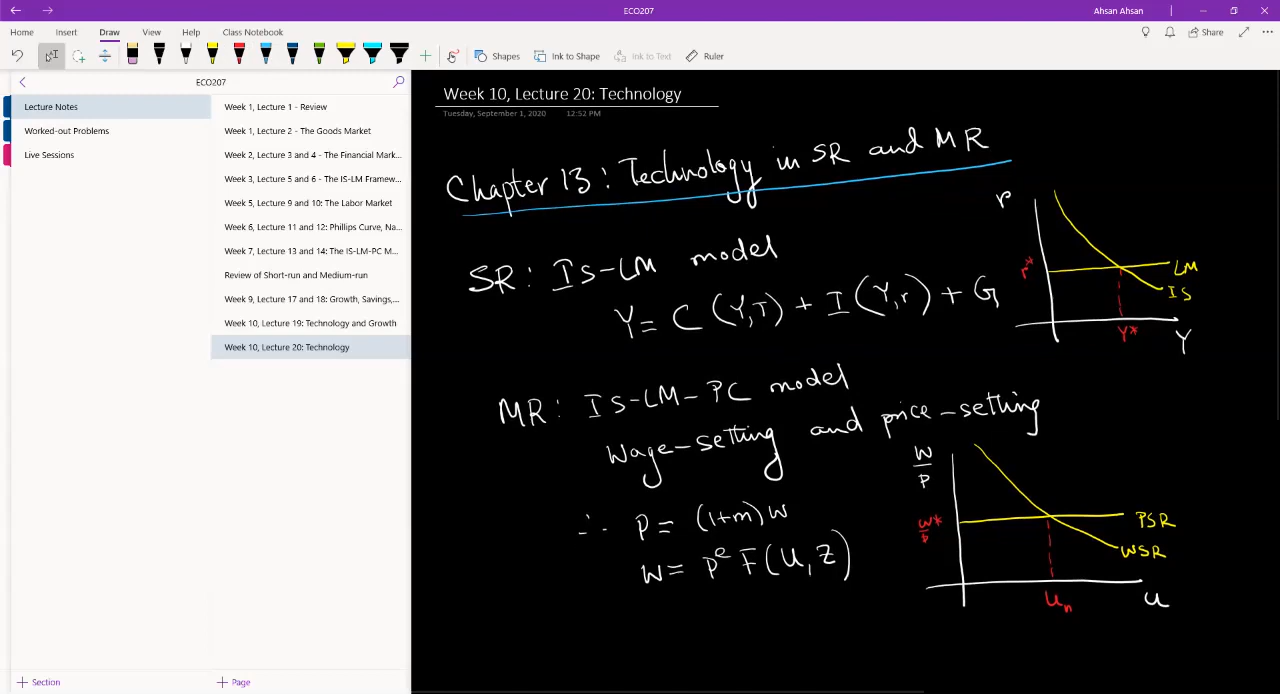 ECO207
Ahsan Ahsan
Home Insert Draw View Help Class Notebook
Share
Shapes Ink to Shape Ink to Text Ruler
ECO207
Lecture Notes
Worked-out Problems
Live Sessions
Week 1, Lecture 1 - Review
Week 1, Lecture 2 - The Goods Market
Week 2, Lecture 3 and 4 - The Financial Mark...
Week 3, Lecture 5 and 6 - The IS-LM Framew...
Week 5, Lecture 9 and 10: The Labor Market
Week 6, Lecture 11 and 12: Phillips Curve, Na...
Week 7, Lecture 13 and 14: The IS-LM-PC M...
Review of Short-run and Medium-run
Week 9, Lecture 17 and 18: Growth, Savings,...
Week 10, Lecture 19: Technology and Growth
Week 10, Lecture 20: Technology
+ Section
+ Page
Week 10, Lecture 20: Technology
Tuesday, September 1, 2020 12:52 PM
Chapter 13: Technology in SR and MR
SR: IS-LM model
Y = C (Y,T) + I (Y,r) + G
r
r*
LM
IS
Y*
Y
MR: IS-LM-PC model
Wage-setting and price-setting
∴ P = (1+m)W
W = Pᵉ F(u, z)
W/P
W*/P
PSR
WSR
uₙ
u